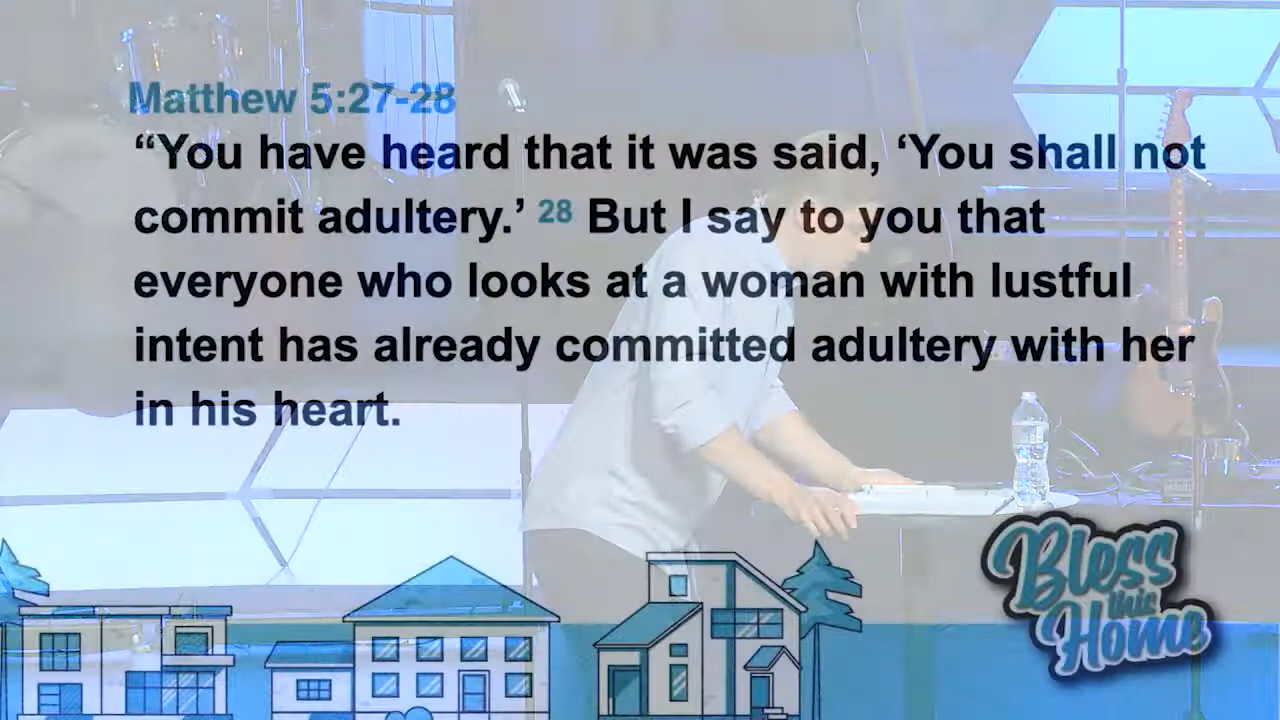 Matthew 5:27-28
“You have heard that it was said, ‘You shall not
commit adultery.’ 28 But I say to you that
everyone who looks at a woman with lustful
intent has already committed adultery with her
in his heart.
Bless
this
Home